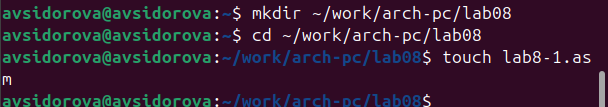 avsidorova@avsidorova:~$ mkdir ~/work/arch-pc/lab08
avsidorova@avsidorova:~$ cd ~/work/arch-pc/lab08
avsidorova@avsidorova:~/work/arch-pc/lab08$ touch lab8-1.as
m
avsidorova@avsidorova:~/work/arch-pc/lab08$